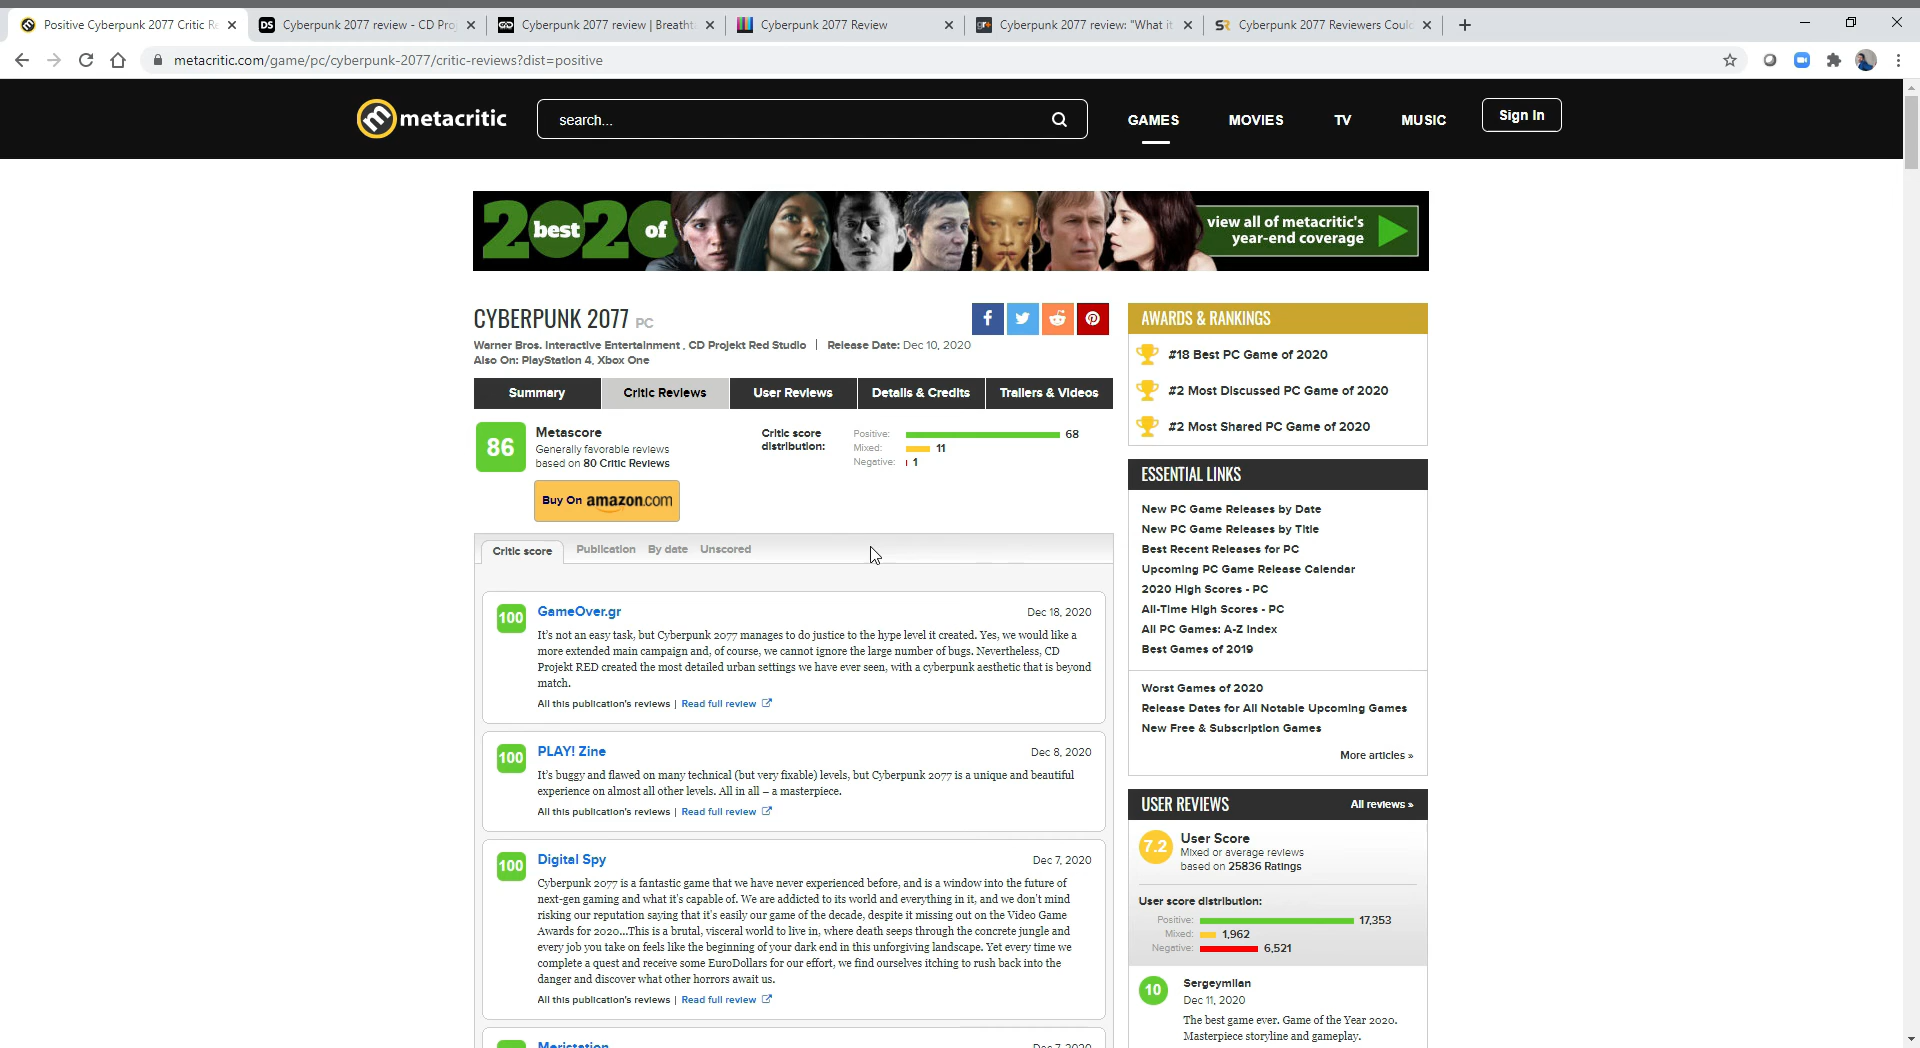 Positive Cyberpunk 2077 Critic Re
Cyberpunk 2077 review - CD Pro
Cyberpunk 2077 review | Breatht
Cyberpunk 2077 Review
Cyberpunk 2077 review: "What it
Cyberpunk 2077 Reviewers Coul
metacritic.com/game/pc/cyberpunk-2077/critic-reviews?dist=positive
metacritic
search...
GAMES
MOVIES
TV
MUSIC
Sign In
2020 best of
view all of metacritic's
year-end coverage
CYBERPUNK 2077 PC
Warner Bros. Interactive Entertainment , CD Projekt Red Studio | Release Date: Dec 10, 2020
Also On: PlayStation 4, Xbox One
Summary
Critic Reviews
User Reviews
Details & Credits
Trailers & Videos
86
Metascore
Generally favorable reviews
based on 80 Critic Reviews
Critic score
distribution:
Positive: 68
Mixed: 11
Negative: 1
Buy On amazon.com
Critic score
Publication
By date
Unscored
100
GameOver.gr
Dec 18, 2020
It's not an easy task, but Cyberpunk 2077 manages to do justice to the hype level it created. Yes, we would like a
more extended main campaign and, of course, we cannot ignore the large number of bugs. Nevertheless, CD
Projekt RED created the most detailed urban settings we have ever seen, with a cyberpunk aesthetic that is beyond
match.
All this publication's reviews | Read full review
100
PLAY! Zine
Dec 8, 2020
It's buggy and flawed on many technical (but very fixable) levels, but Cyberpunk 2077 is a unique and beautiful
experience on almost all other levels. All in all – a masterpiece.
All this publication's reviews | Read full review
100
Digital Spy
Dec 7, 2020
Cyberpunk 2077 is a fantastic game that we have never experienced before, and is a window into the future of
next-gen gaming and what it's capable of. We are addicted to its world and everything in it, and we don't mind
risking our reputation saying that it's easily our game of the decade, despite it missing out on the Video Game
Awards for 2020...This is a brutal, visceral world to live in, where death seeps through the concrete jungle and
every job you take on feels like the beginning of your dark end in this unforgiving landscape. Yet every time we
complete a quest and receive some EuroDollars for our effort, we find ourselves itching to rush back into the
danger and discover what other horrors await us.
All this publication's reviews | Read full review
Meristation
Dec 7, 2020
AWARDS & RANKINGS
#18 Best PC Game of 2020
#2 Most Discussed PC Game of 2020
#2 Most Shared PC Game of 2020
ESSENTIAL LINKS
New PC Game Releases by Date
New PC Game Releases by Title
Best Recent Releases for PC
Upcoming PC Game Release Calendar
2020 High Scores - PC
All-Time High Scores - PC
All PC Games: A-Z Index
Best Games of 2019
Worst Games of 2020
Release Dates for All Notable Upcoming Games
New Free & Subscription Games
More articles »
USER REVIEWS
All reviews »
7.2
User Score
Mixed or average reviews
based on 25836 Ratings
User score distribution:
Positive: 17,353
Mixed: 1,962
Negative: 6,521
10
Sergeymilan
Dec 11, 2020
The best game ever. Game of the Year 2020.
Masterpiece storyline and gameplay.